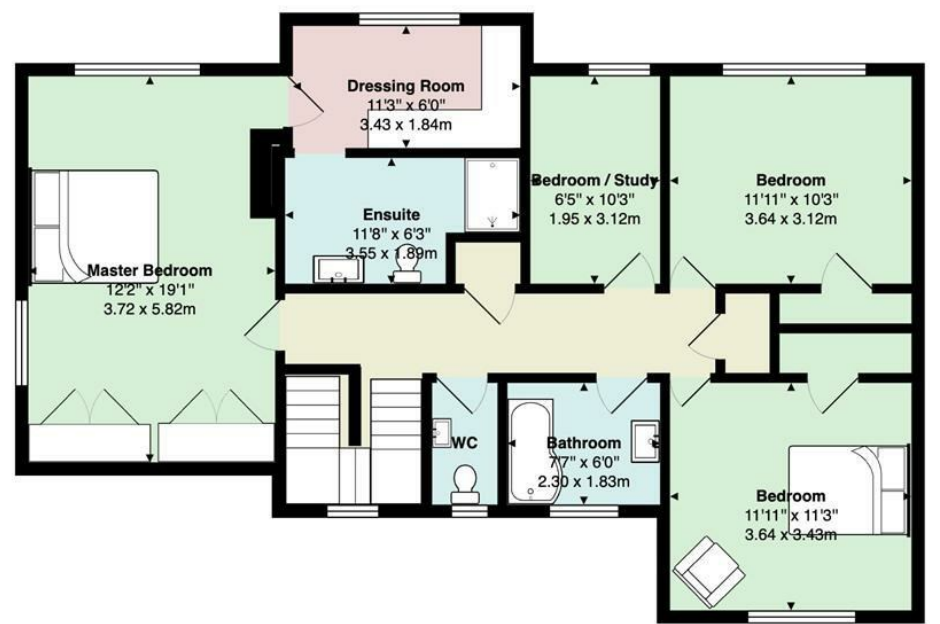 Dressing Room
11'3" x 6'0"
3.43 x 1.84m
Bedroom / Study
6'5" x 10'3"
1.95 x 3.12m
Bedroom
11'11" x 10'3"
3.64 x 3.12m
Ensuite
11'8" x 6'3"
3.55 x 1.89m
Master Bedroom
12'2" x 19'1"
3.72 x 5.82m
WC
Bathroom
7'7" x 6'0"
2.30 x 1.83m
Bedroom
11'11" x 11'3"
3.64 x 3.43m